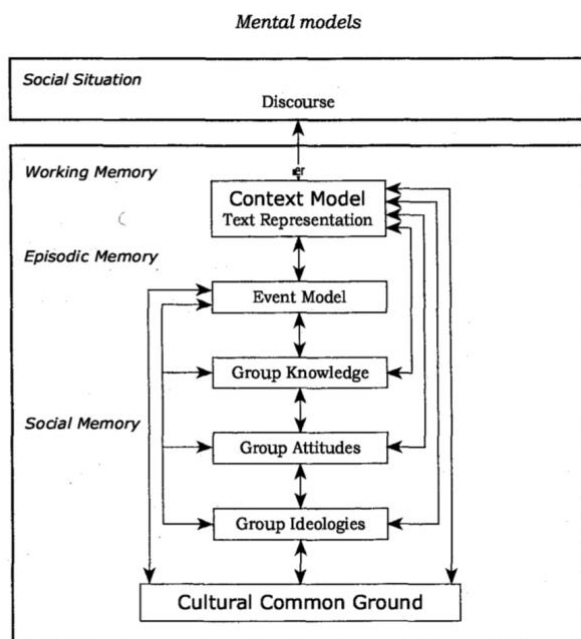 Mental models
Social Situation
Discourse
Working Memory
er
Context Model
Text Representation
Episodic Memory
Event Model
Group Knowledge
Social Memory
Group Attitudes
Group Ideologies
Cultural Common Ground